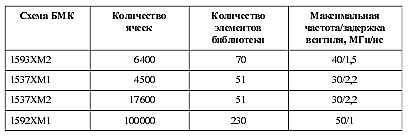 Схема БМК
Количество ячеек
Количество элементов библиотеки
Максимальная частота/задержка вентиля, МГц/нс
1593ХМ2 6400 70 40/1,5
1537ХМ1 4500 51 30/2,2
1537ХМ2 17600 51 30/2,2
1592ХМ1 100000 230 50/1